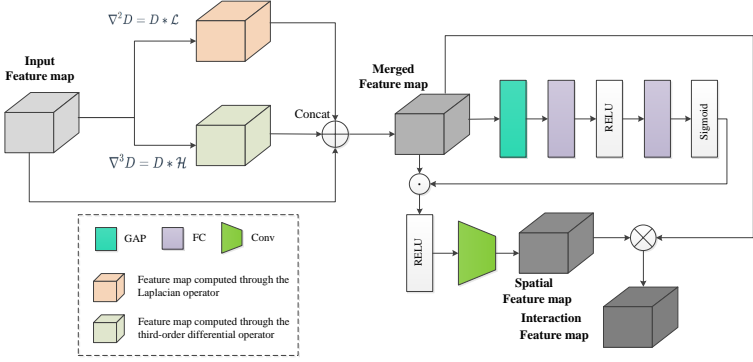 ∇²D = D * ℒ
Input
Feature map
Merged
Feature map
Concat
∇³D = D * ℋ
RELU
Sigmoid
GAP
FC
Conv
RELU
Feature map computed through the
Laplacian operator
Feature map computed through the
third-order differential operator
Spatial
Feature map
Interaction
Feature map